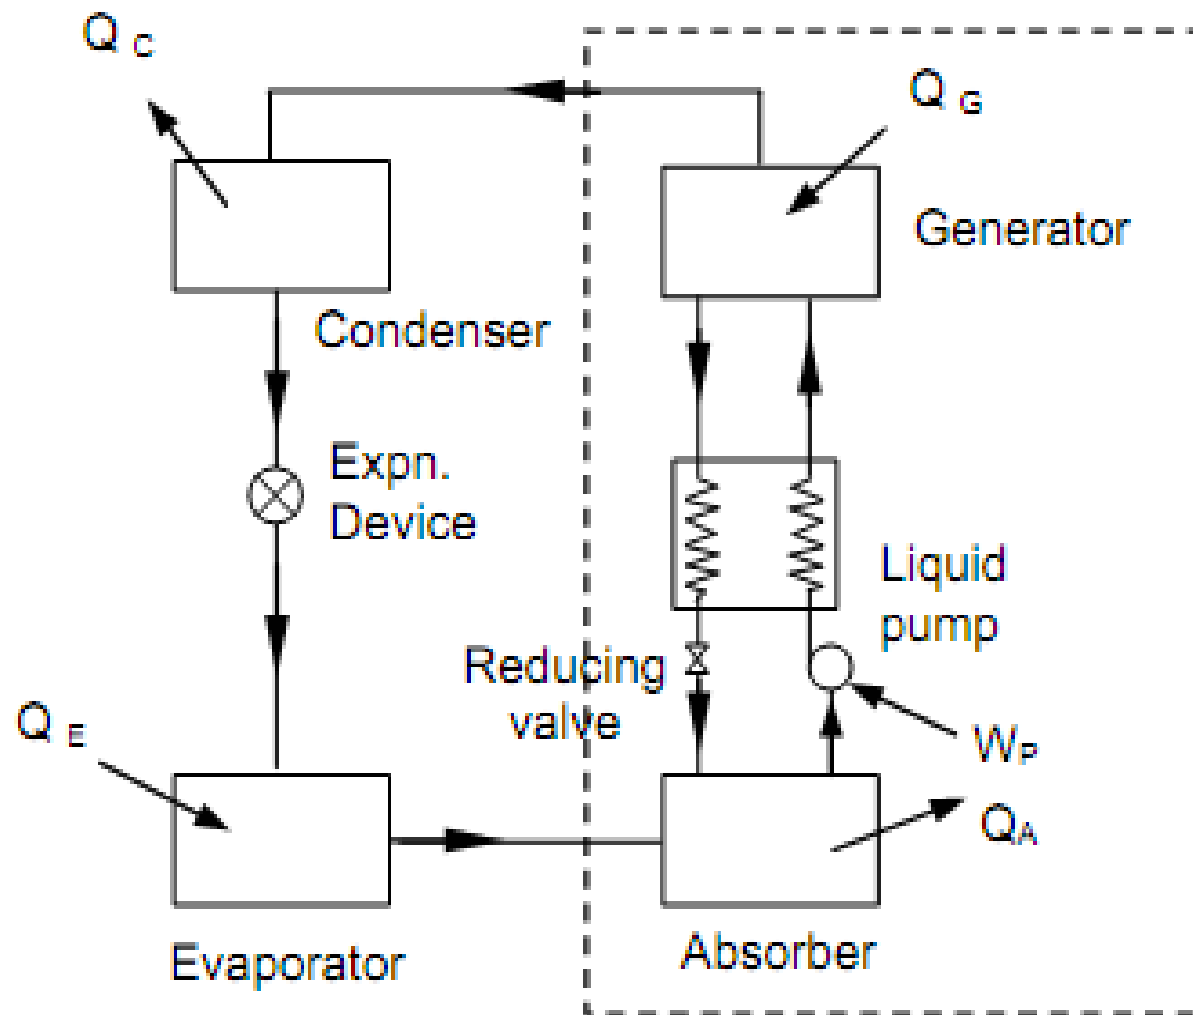 Q C
Q G
Generator
Condenser
Expn.
Device
Liquid
pump
Reducing
valve
Q E
WP
QA
Evaporator
Absorber